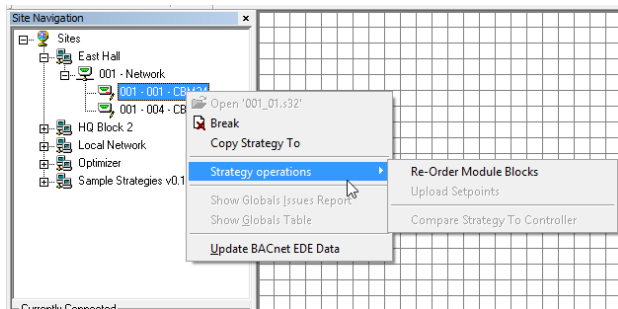 Site Navigation
Sites
East Hall
001 - Network
001 - 001 - CBM24
001 - 004 - CB
HQ Block 2
Local Network
Optimizer
Sample Strategies v0.1
Open '001_01.s32'
Break
Copy Strategy To
Strategy operations
Show Globals Issues Report
Show Globals Table
Update BACnet EDE Data
Re-Order Module Blocks
Upload Setpoints
Compare Strategy To Controller
Currently Connected